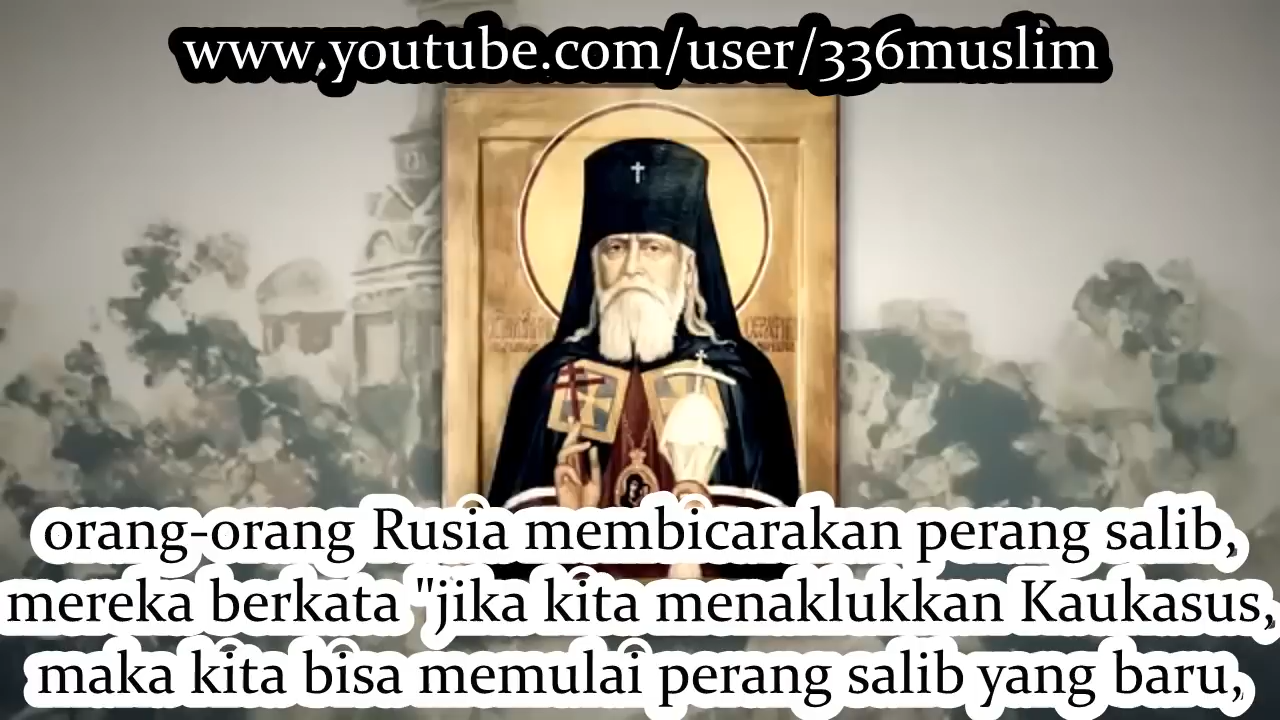 www.youtube.com/user/336muslim
orang-orang Rusia membicarakan perang salib,
mereka berkata "jika kita menaklukkan Kaukasus,
maka kita bisa memulai perang salib yang baru,